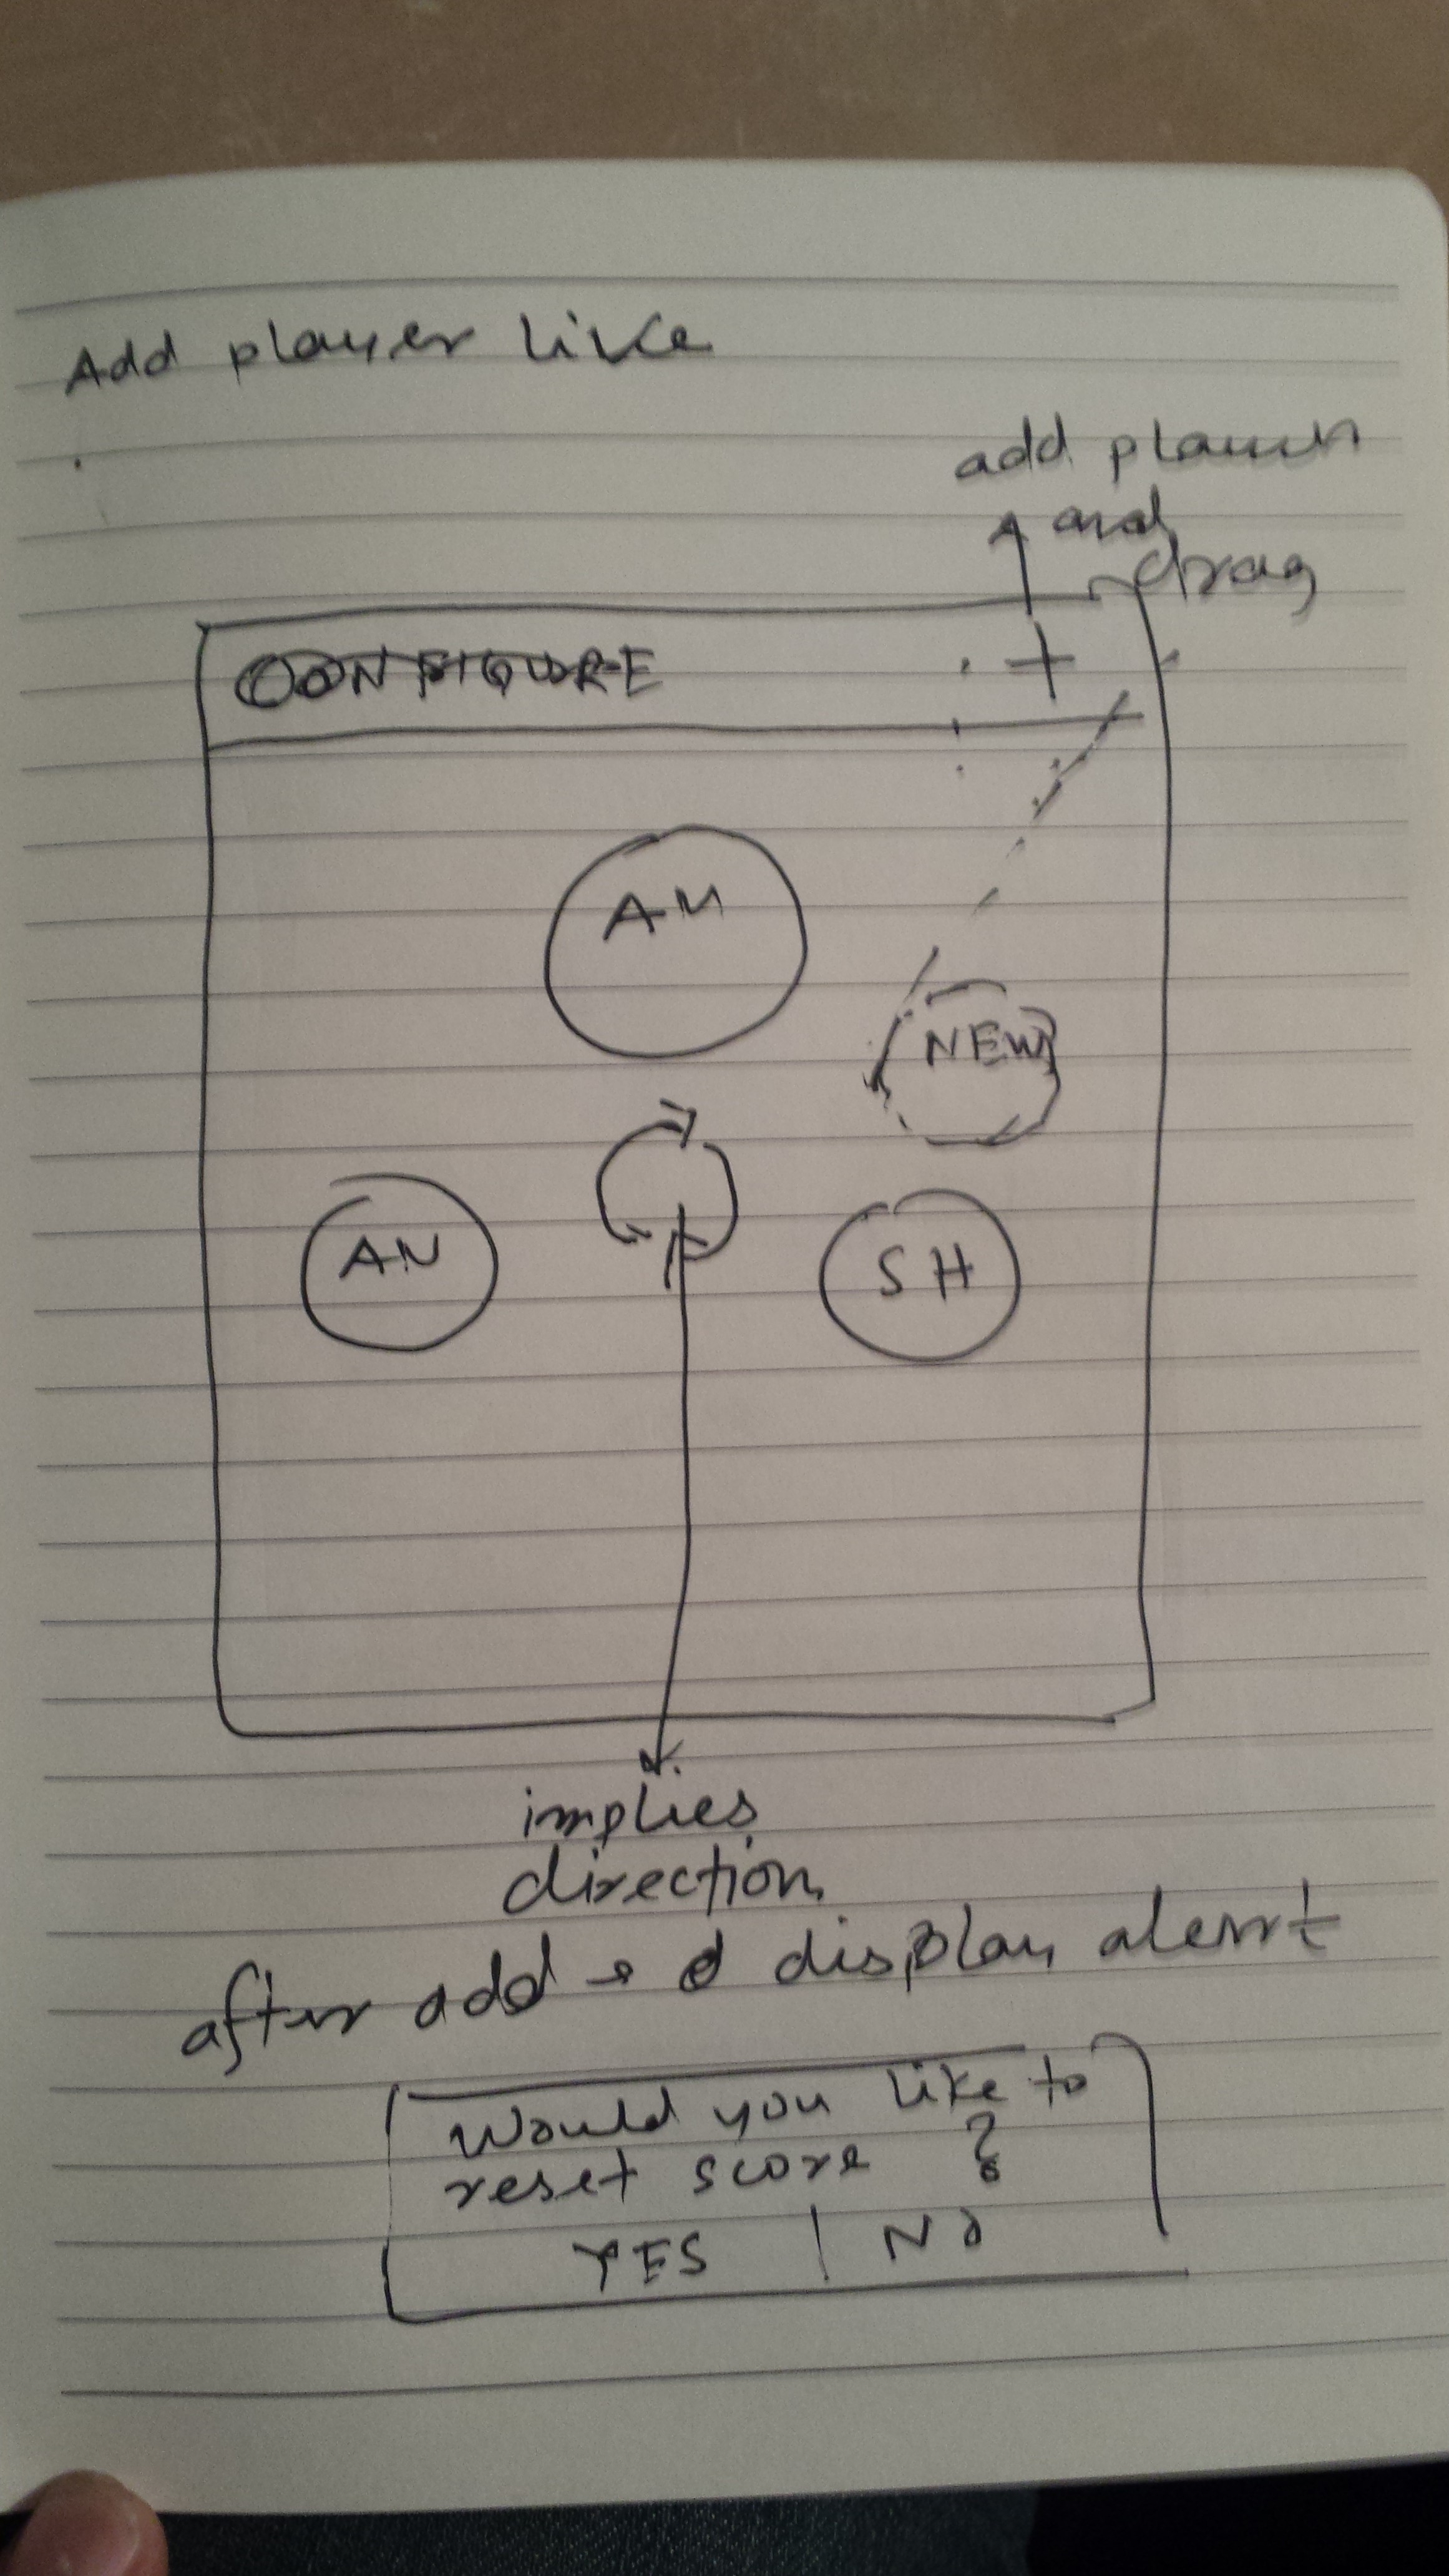 Add player like
add player
and
drag
CONFIGURE
+
AM
NEW
AN
SH
implies
direction
after add → display alert
Would you like to
reset score ?
YES | NO